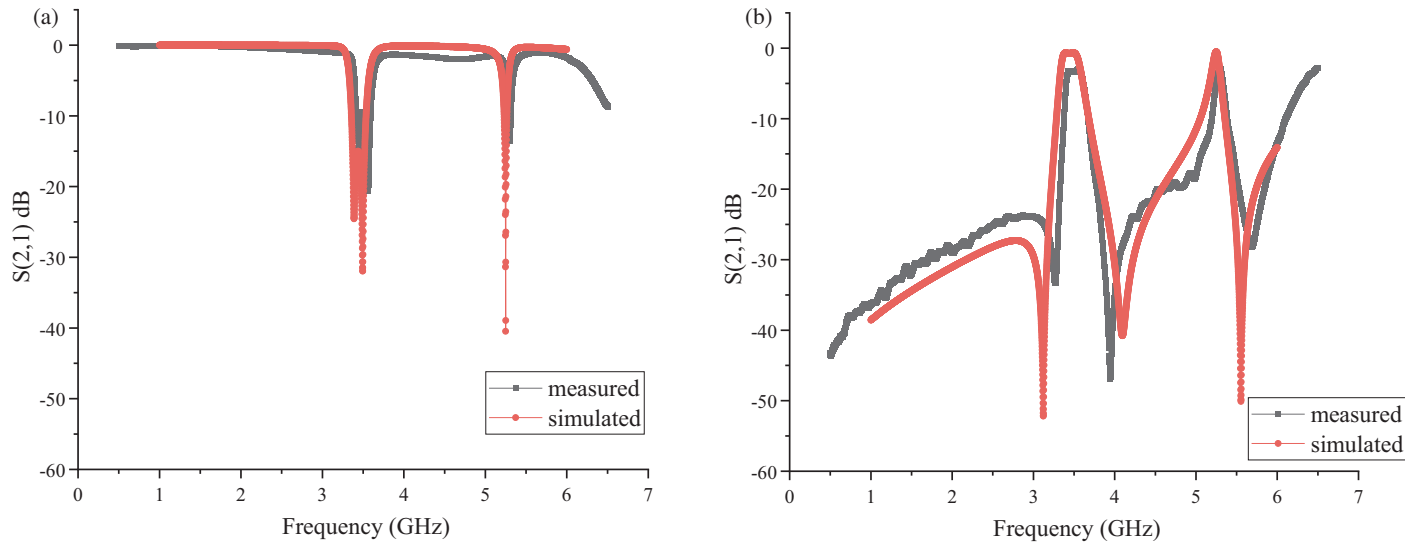 (a)
0
-10
-20
-30
-40
-50
-60
S(2,1) dB
measured
simulated
0 1 2 3 4 5 6 7
Frequency (GHz)
(b)
0
-10
-20
-30
-40
-50
-60
S(2,1) dB
measured
simulated
0 1 2 3 4 5 6 7
Frequency (GHz)